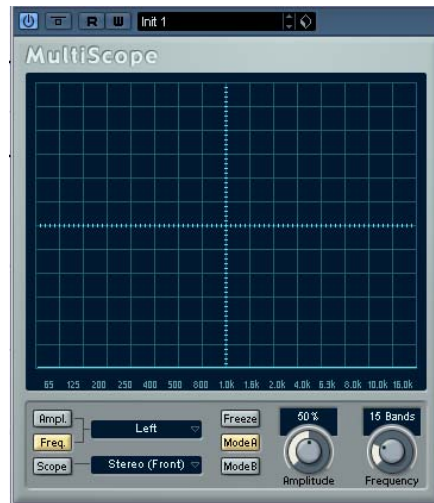 R W Init 1
MultiScope
65 125 200 250 400 500 800 1.0k 1.6k 2.0k 4.0k 6.3k 8.0k 10.0k 16.0k
Ampl. Left Freeze 50% 15 Bands
Freq. Mode A
Scope Stereo (Front) Mode B
Amplitude Frequency